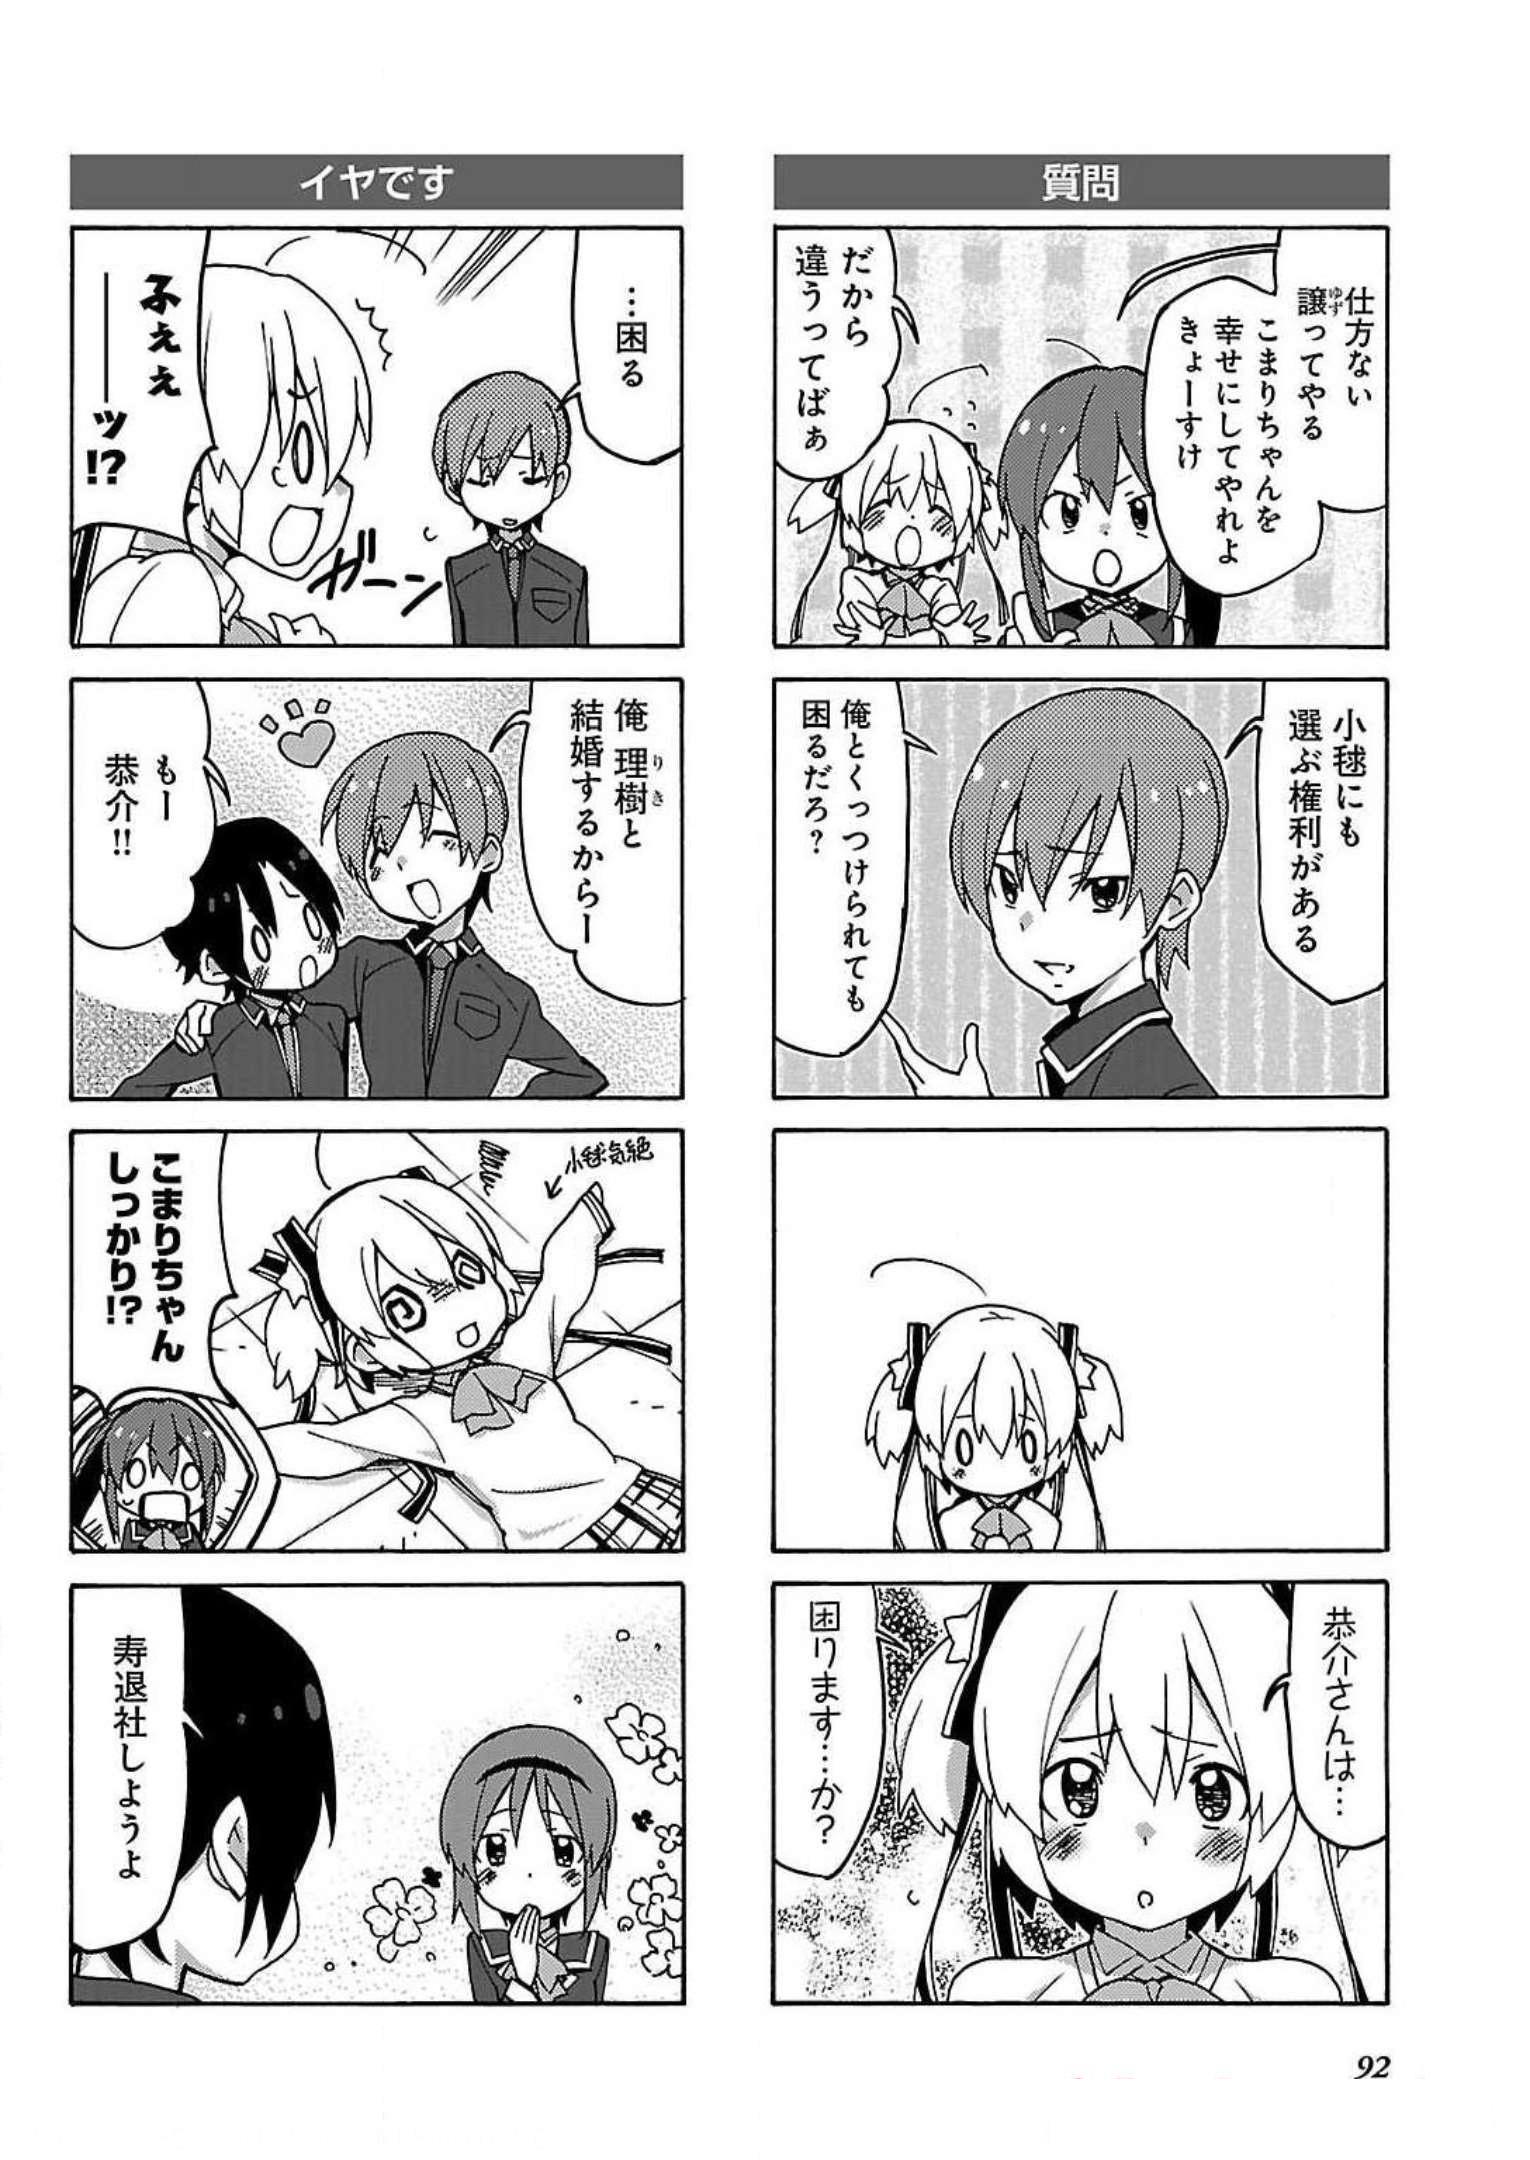 質問
仕方ない
譲ってやる
ゆず
こまりちゃんを
幸せにしてやれよ
きょーすけ
だから
違うってばぁ
小毬にも
選ぶ権利がある
俺とくっつけられても
困るだろ?
恭介さんは…
困ります…か?
イヤです
…困る
ふぇぇ
――ッ!?
ガーン
俺 理樹と
りき
結婚するからー
もー
恭介!!
小毬気絶
こまりちゃん
しっかり!?
寿退社しようよ
92